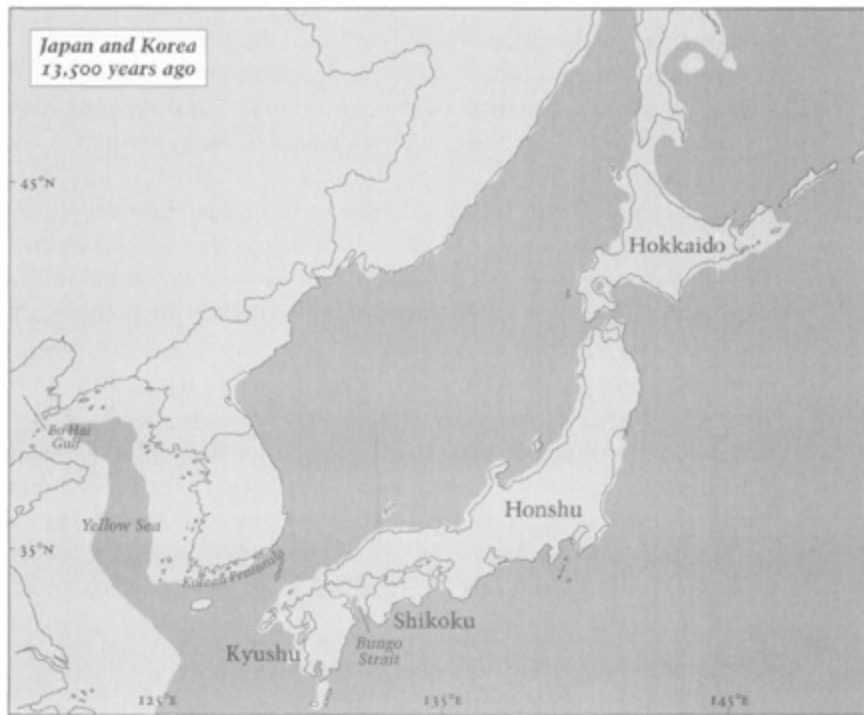 Japan and Korea
13,500 years ago
45°N
Hokkaido
Bo Hai
Gulf
Honshu
Yellow Sea
35°N
Korean Peninsula
Shikoku
Bungo
Strait
Kyushu
125°E
135°E
145°E